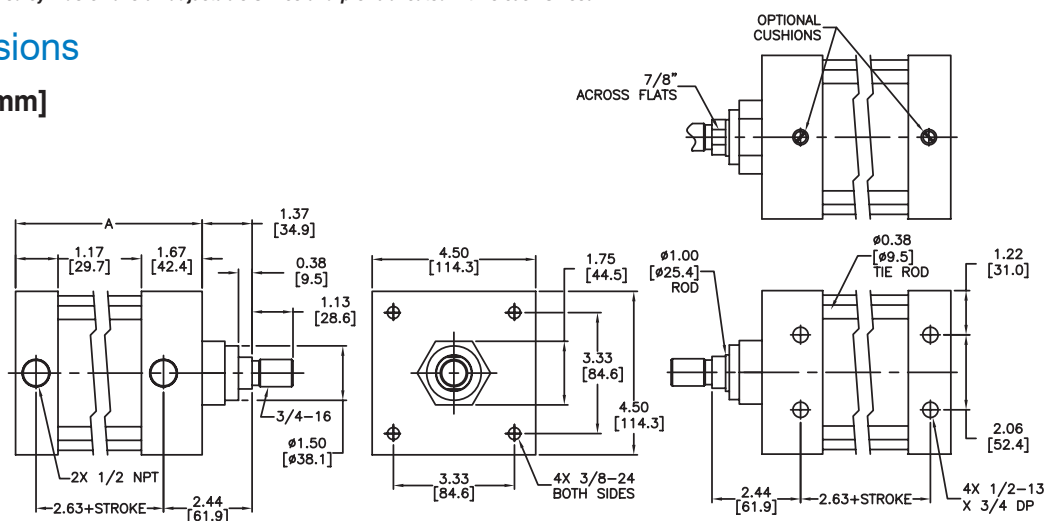 sions
mm]
OPTIONAL
CUSHIONS
7/8"
ACROSS FLATS
A
1.37
[34.9]
1.17
[29.7]
1.67
[42.4]
0.38
[9.5]
1.13
[28.6]
3/4-16
Ø1.50
[Ø38.1]
2X 1/2 NPT
2.63+STROKE
2.44
[61.9]
4.50
[114.3]
1.75
[44.5]
3.33
[84.6]
4.50
[114.3]
3.33
[84.6]
4X 3/8-24
BOTH SIDES
Ø1.00
[Ø25.4]
ROD
Ø0.38
[Ø9.5]
TIE ROD
1.22
[31.0]
2.06
[52.4]
2.44
[61.9]
2.63+STROKE
4X 1/2-13
X 3/4 DP